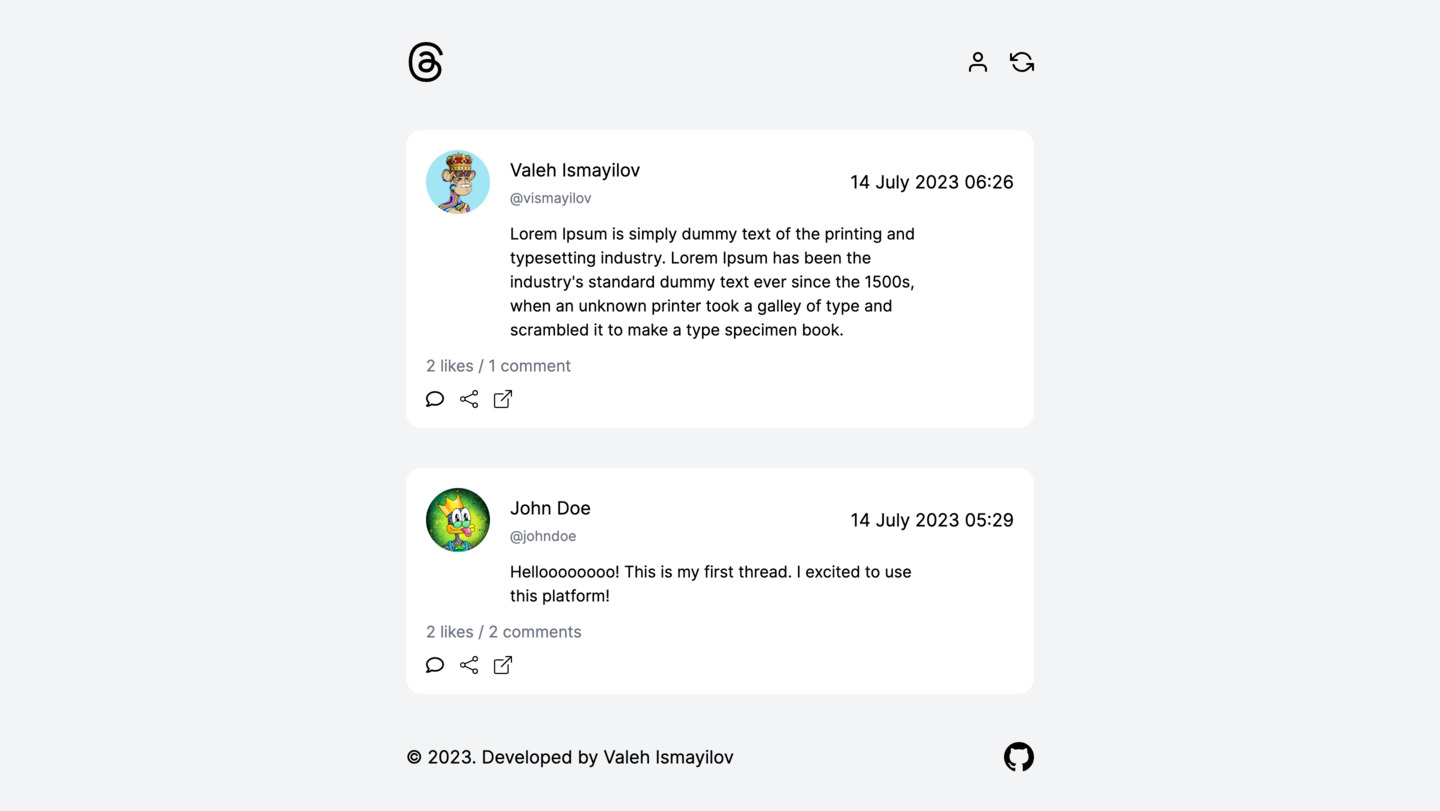 Valeh Ismayilov
14 July 2023 06:26
@vismayilov
Lorem Ipsum is simply dummy text of the printing and
typesetting industry. Lorem Ipsum has been the
industry's standard dummy text ever since the 1500s,
when an unknown printer took a galley of type and
scrambled it to make a type specimen book.
2 likes / 1 comment
John Doe
14 July 2023 05:29
@johndoe
Helloooooooo! This is my first thread. I excited to use
this platform!
2 likes / 2 comments
© 2023. Developed by Valeh Ismayilov